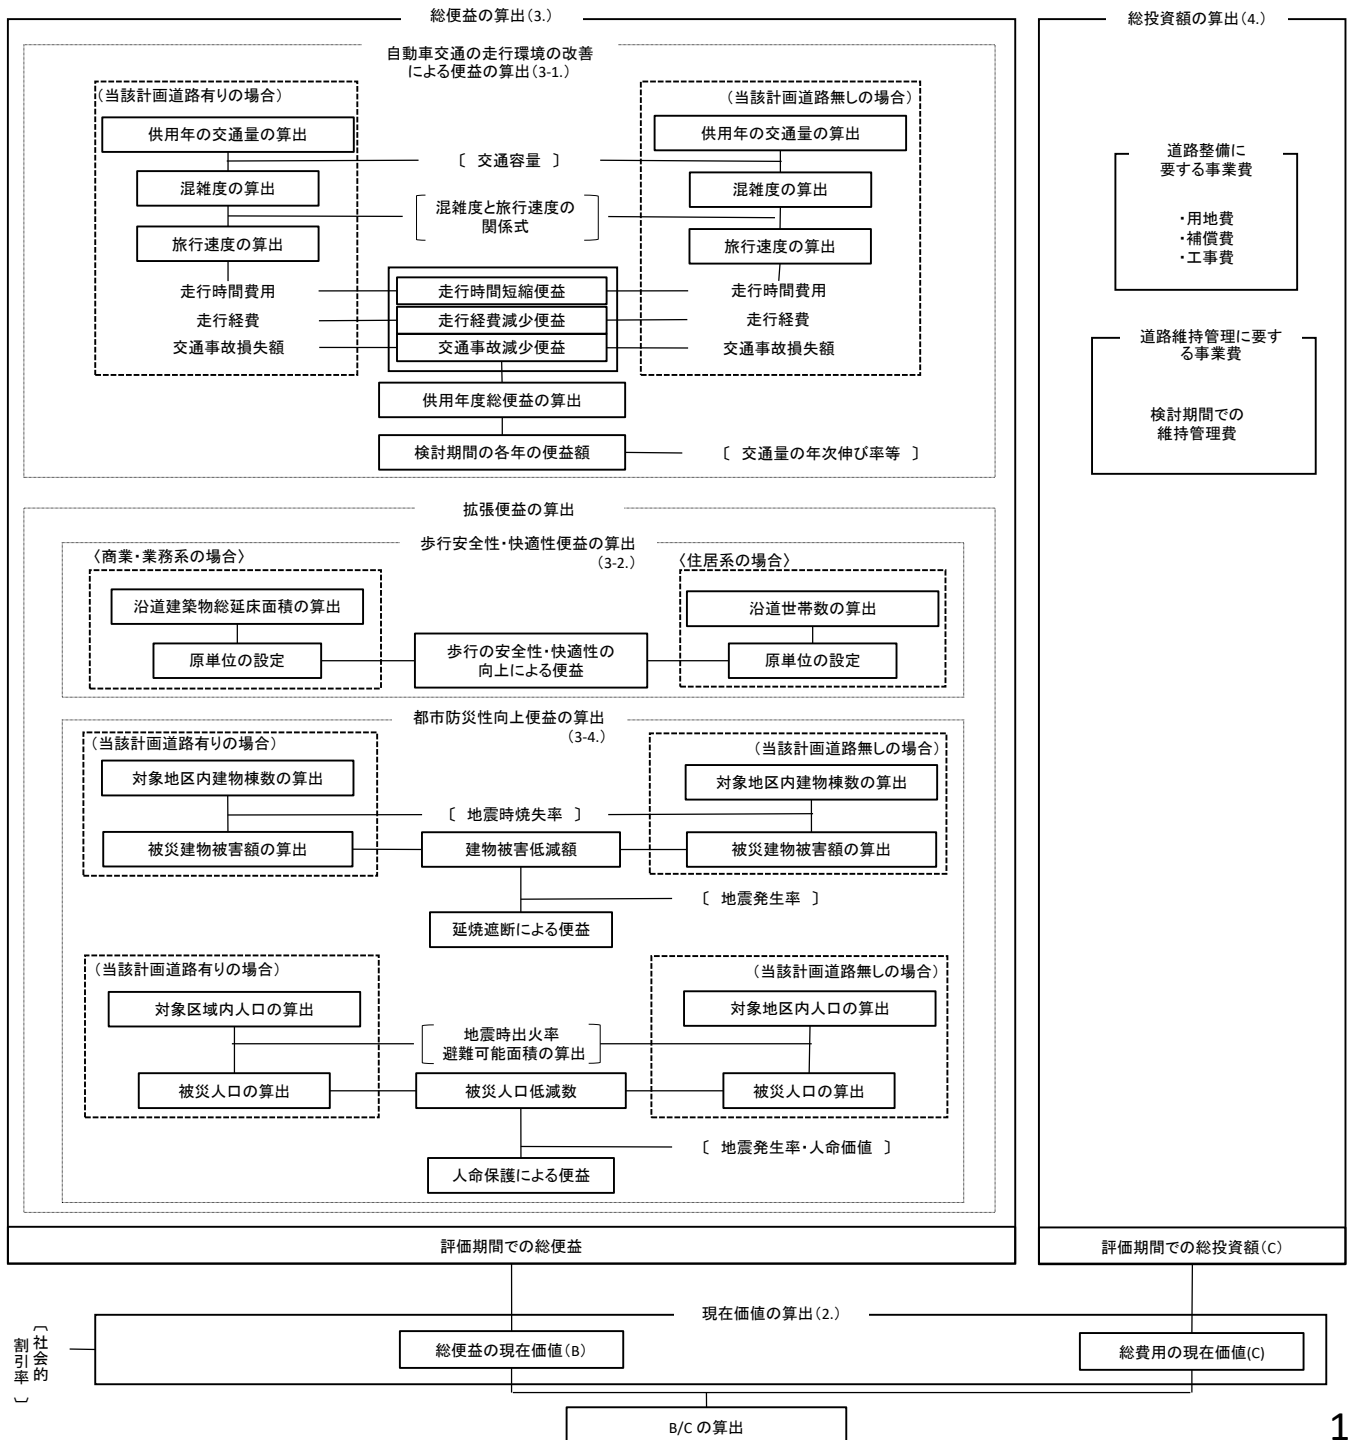 総便益の算出(3.)
自動車交通の走行環境の改善
による便益の算出(3-1.)
(当該計画道路有りの場合)
(当該計画道路無しの場合)
供用年の交通量の算出
供用年の交通量の算出
〔 交通容量 〕
混雑度の算出
混雑度の算出
混雑度と旅行速度の
関係式
旅行速度の算出
旅行速度の算出
走行時間費用
走行時間短縮便益
走行時間費用
走行経費
走行経費減少便益
走行経費
交通事故損失額
交通事故減少便益
交通事故損失額
供用年度総便益の算出
検討期間の各年の便益額
〔 交通量の年次伸び率等 〕
拡張便益の算出
歩行安全性・快適性便益の算出
(3-2.)
〈商業・業務系の場合〉
〈住居系の場合〉
沿道建築物総延床面積の算出
沿道世帯数の算出
原単位の設定
歩行の安全性・快適性の
向上による便益
原単位の設定
都市防災性向上便益の算出
(3-4.)
(当該計画道路有りの場合)
(当該計画道路無しの場合)
対象地区内建物棟数の算出
対象地区内建物棟数の算出
〔 地震時焼失率 〕
被災建物被害額の算出
建物被害低減額
被災建物被害額の算出
〔 地震発生率 〕
延焼遮断による便益
(当該計画道路有りの場合)
(当該計画道路無しの場合)
対象区域内人口の算出
対象地区内人口の算出
地震時出火率
避難可能面積の算出
被災人口の算出
被災人口低減数
被災人口の算出
〔 地震発生率・人命価値 〕
人命保護による便益
評価期間での総便益
総投資額の算出(4.)
道路整備に
要する事業費
・用地費
・補償費
・工事費
道路維持管理に要す
る事業費
検討期間での
維持管理費
評価期間での総投資額(C)
現在価値の算出(2.)
〔社会的
割引率〕
総便益の現在価値(B)
総費用の現在価値(C)
B/C の算出
1